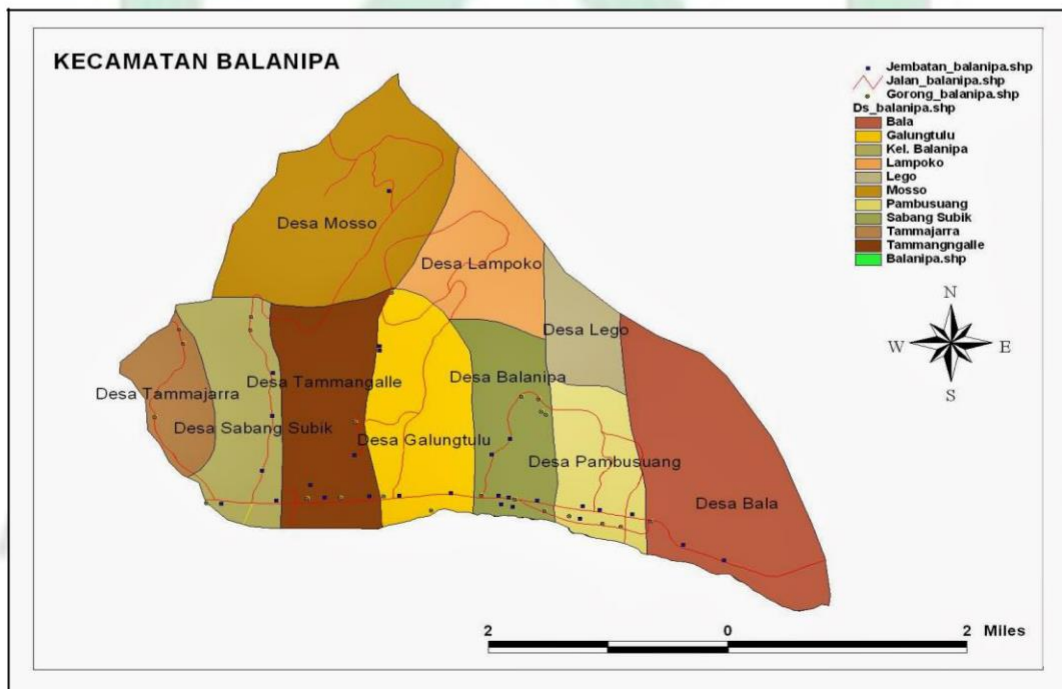 KECAMATAN BALANIPA
Jembatan_balanipa.shp
Jalan_balanipa.shp
Gorong_balanipa.shp
Ds_balanipa.shp
Bala
Galungtulu
Kel. Balanipa
Lampoko
Lego
Mosso
Pambusuang
Sabang Subik
Tammajarra
Tammangngalle
Balanipa.shp
Desa Mosso
Desa Lampoko
Desa Lego
Desa Balanipa
Desa Tammangalle
Desa Tammajarra
Desa Sabang Subik
Desa Galungtulu
Desa Pambusuang
Desa Bala
N
W E
S
2 0 2 Miles